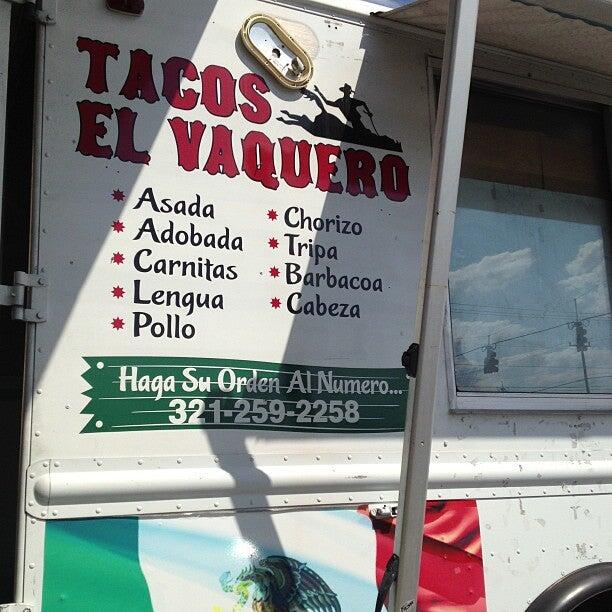 TACOS
EL VAQUERO
Asada
Adobada
Carnitas
Lengua
Pollo
Chorizo
Tripa
Barbacoa
Cabeza
Haga Su Orden Al Numero...
321-259-2258